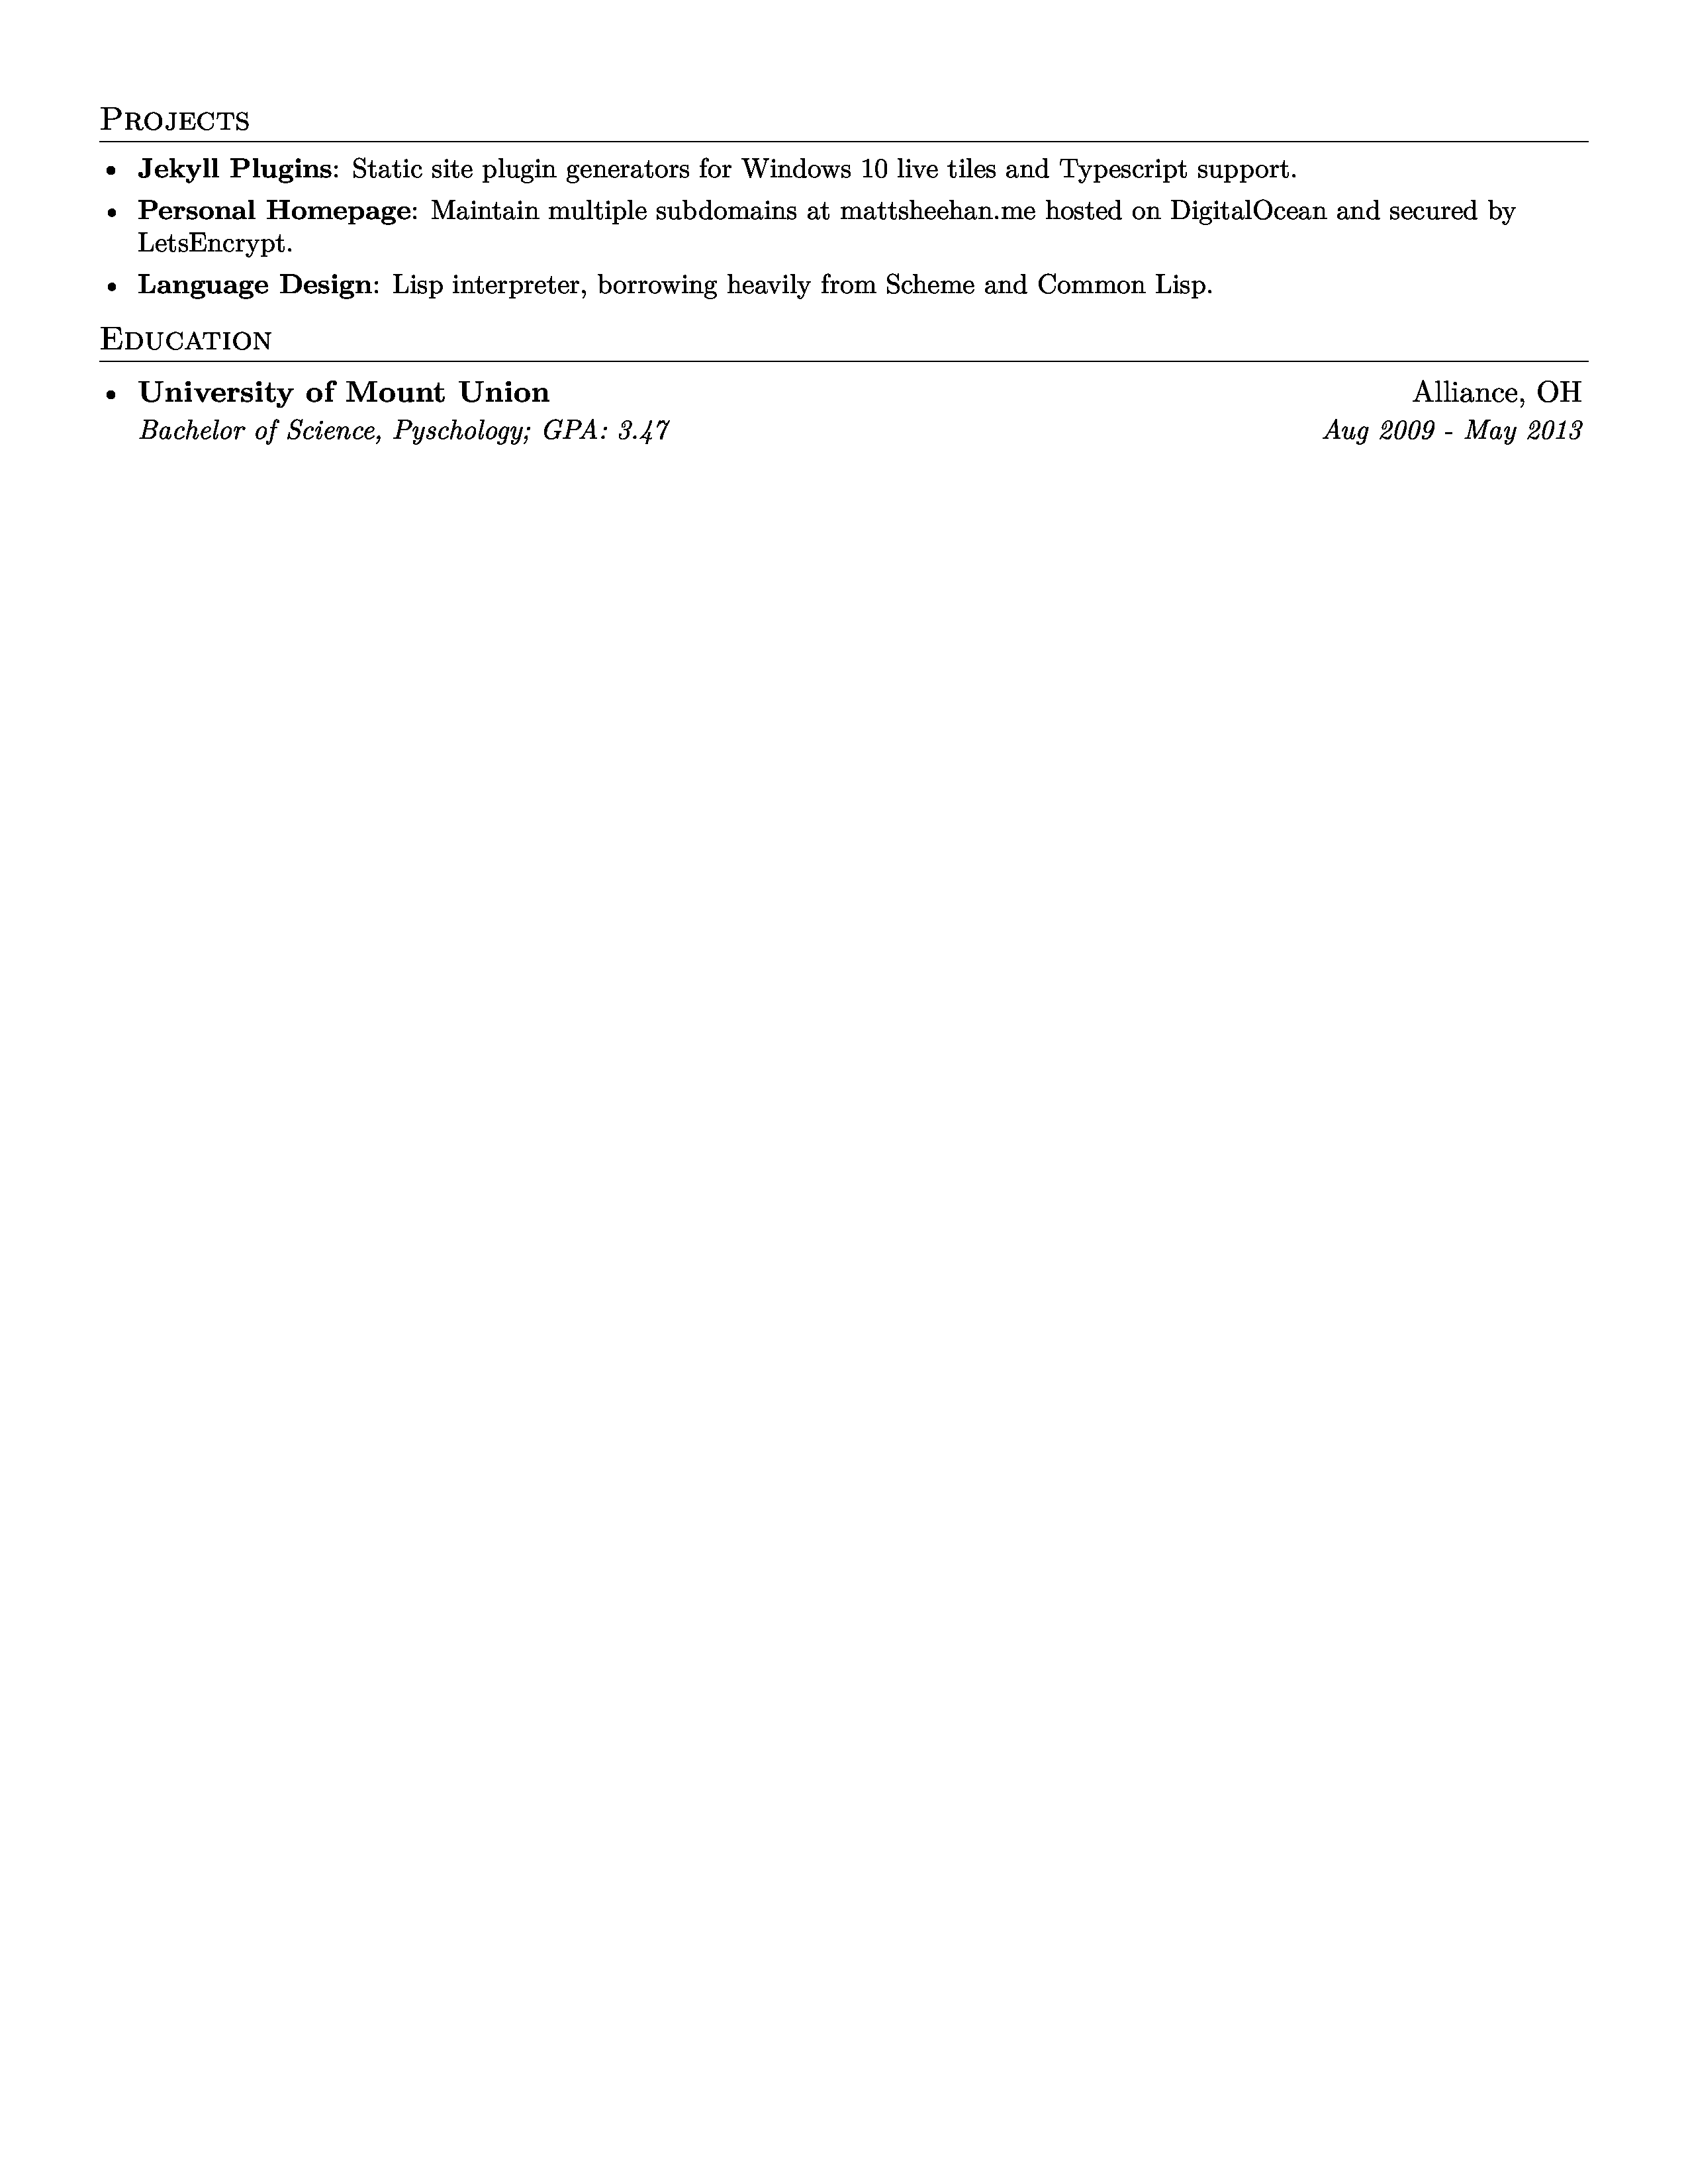 Projects
• Jekyll Plugins: Static site plugin generators for Windows 10 live tiles and Typescript support.
• Personal Homepage: Maintain multiple subdomains at mattsheehan.me hosted on DigitalOcean and secured by
LetsEncrypt.
• Language Design: Lisp interpreter, borrowing heavily from Scheme and Common Lisp.
Education
• University of Mount Union Alliance, OH
Bachelor of Science, Pyschology; GPA: 3.47 Aug 2009 - May 2013